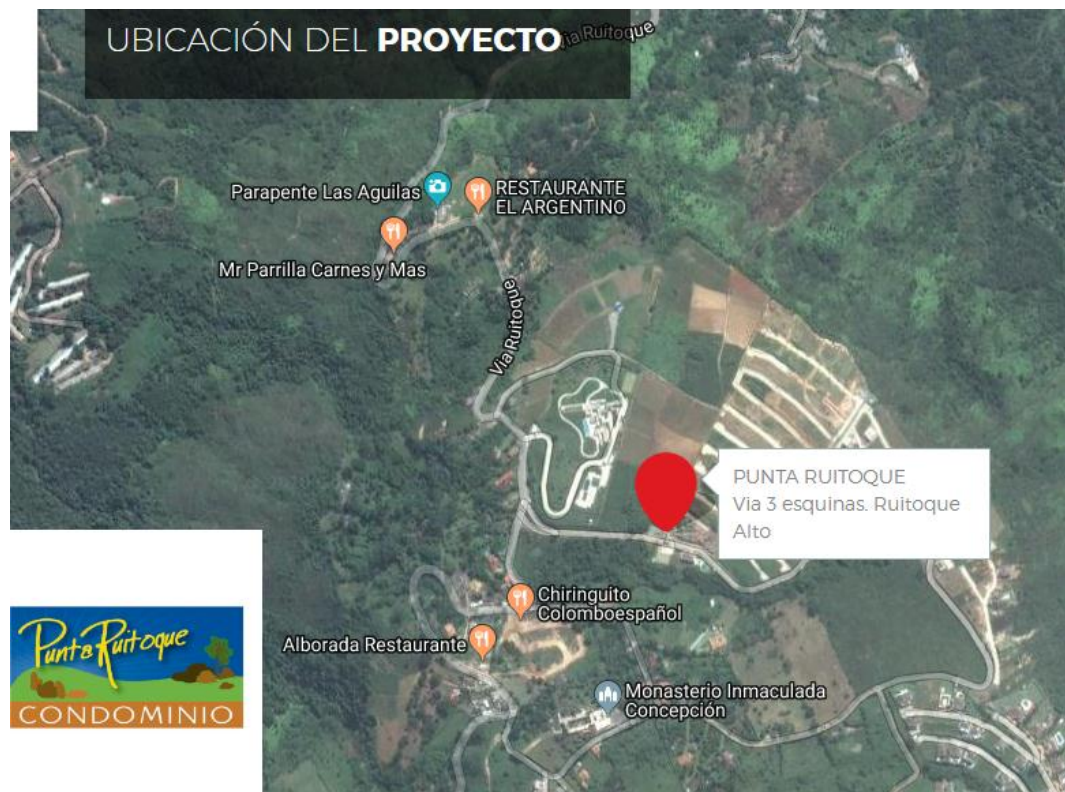 UBICACIÓN DEL PROYECTO
Via Ruitoque
Parapente Las Aguilas
RESTAURANTE
EL ARGENTINO
Mr Parrilla Carnes y Mas
Via Ruitoque
PUNTA RUITOQUE
Via 3 esquinas. Ruitoque
Alto
Chiringuito
Colomboespañol
Alborada Restaurante
Monasterio Inmaculada
Concepción
Punta Ruitoque
CONDOMINIO